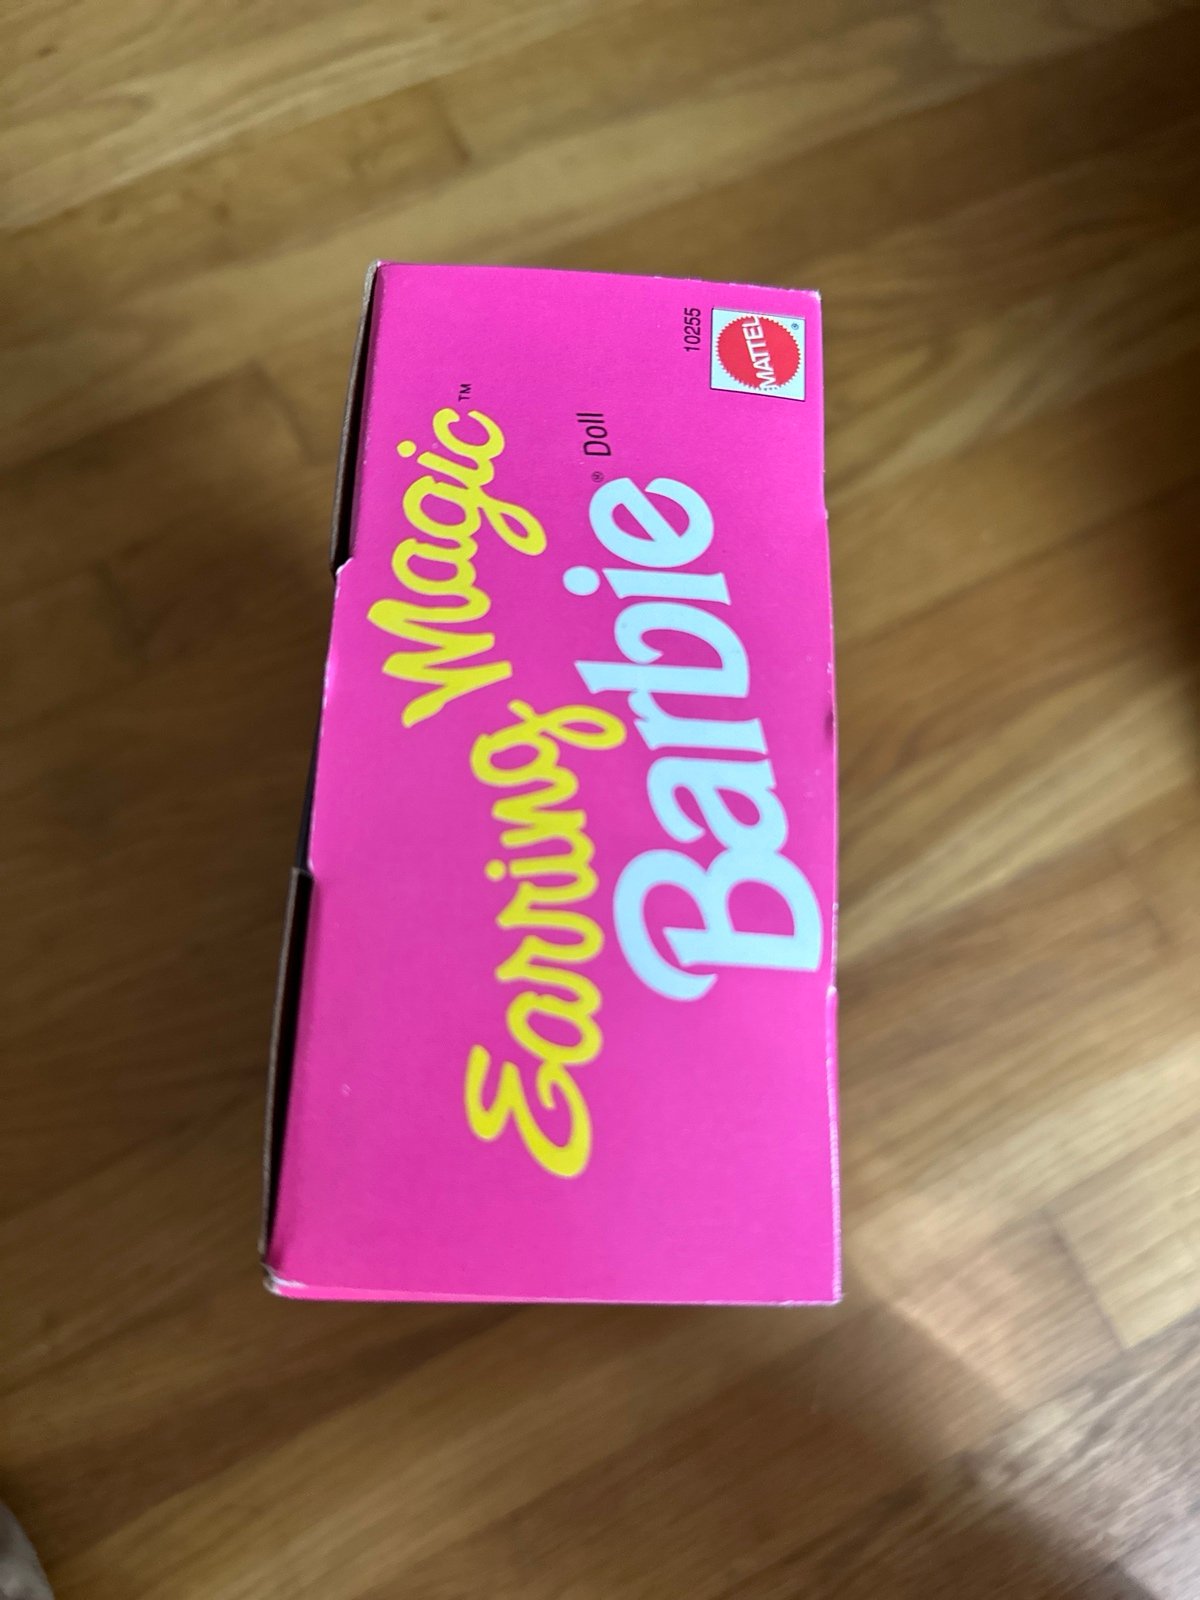 Earring Magic™
Barbie® Doll
10255
MATTEL®